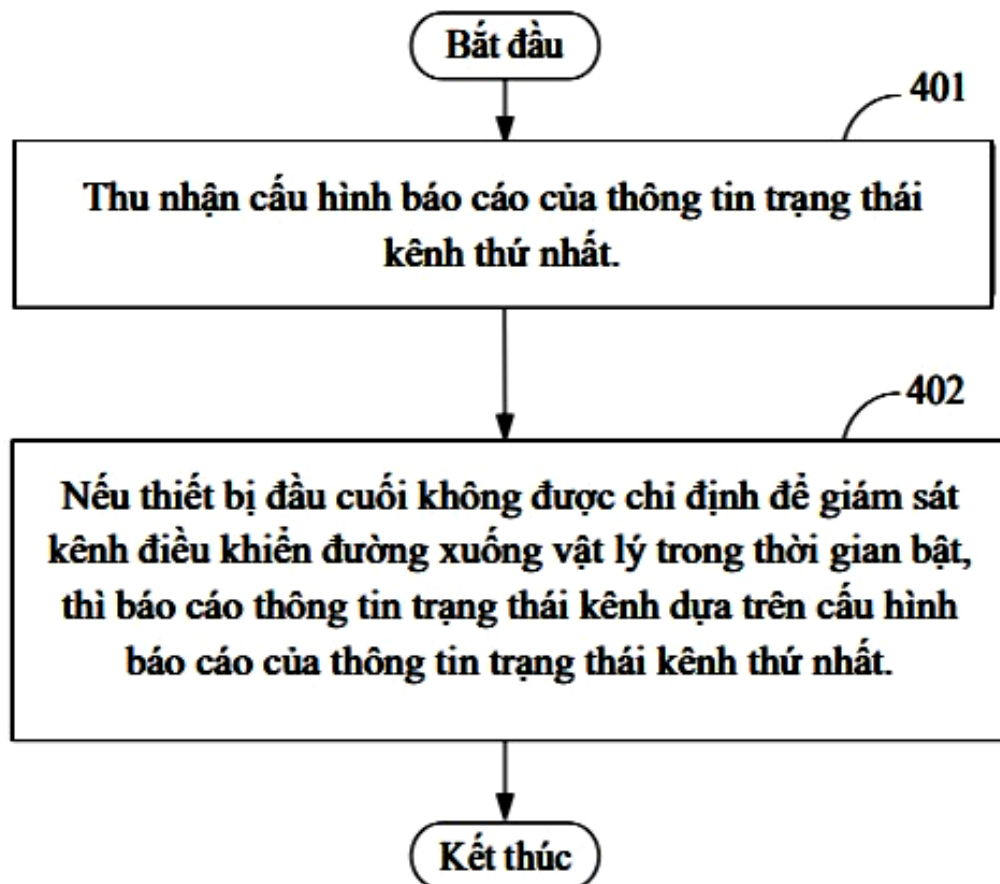 Bắt đầu
401
Thu nhận cấu hình báo cáo của thông tin trạng thái
kênh thứ nhất.
402
Nếu thiết bị đầu cuối không được chỉ định để giám sát
kênh điều khiển đường xuống vật lý trong thời gian bật,
thì báo cáo thông tin trạng thái kênh dựa trên cấu hình
báo cáo của thông tin trạng thái kênh thứ nhất.
Kết thúc